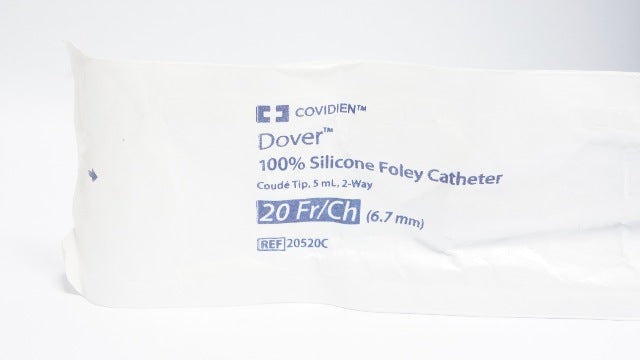 COVIDIEN™
Dover™
100% Silicone Foley Catheter
Coudé Tip, 5 mL, 2-Way
20 Fr/Ch (6.7 mm)
REF 20520C